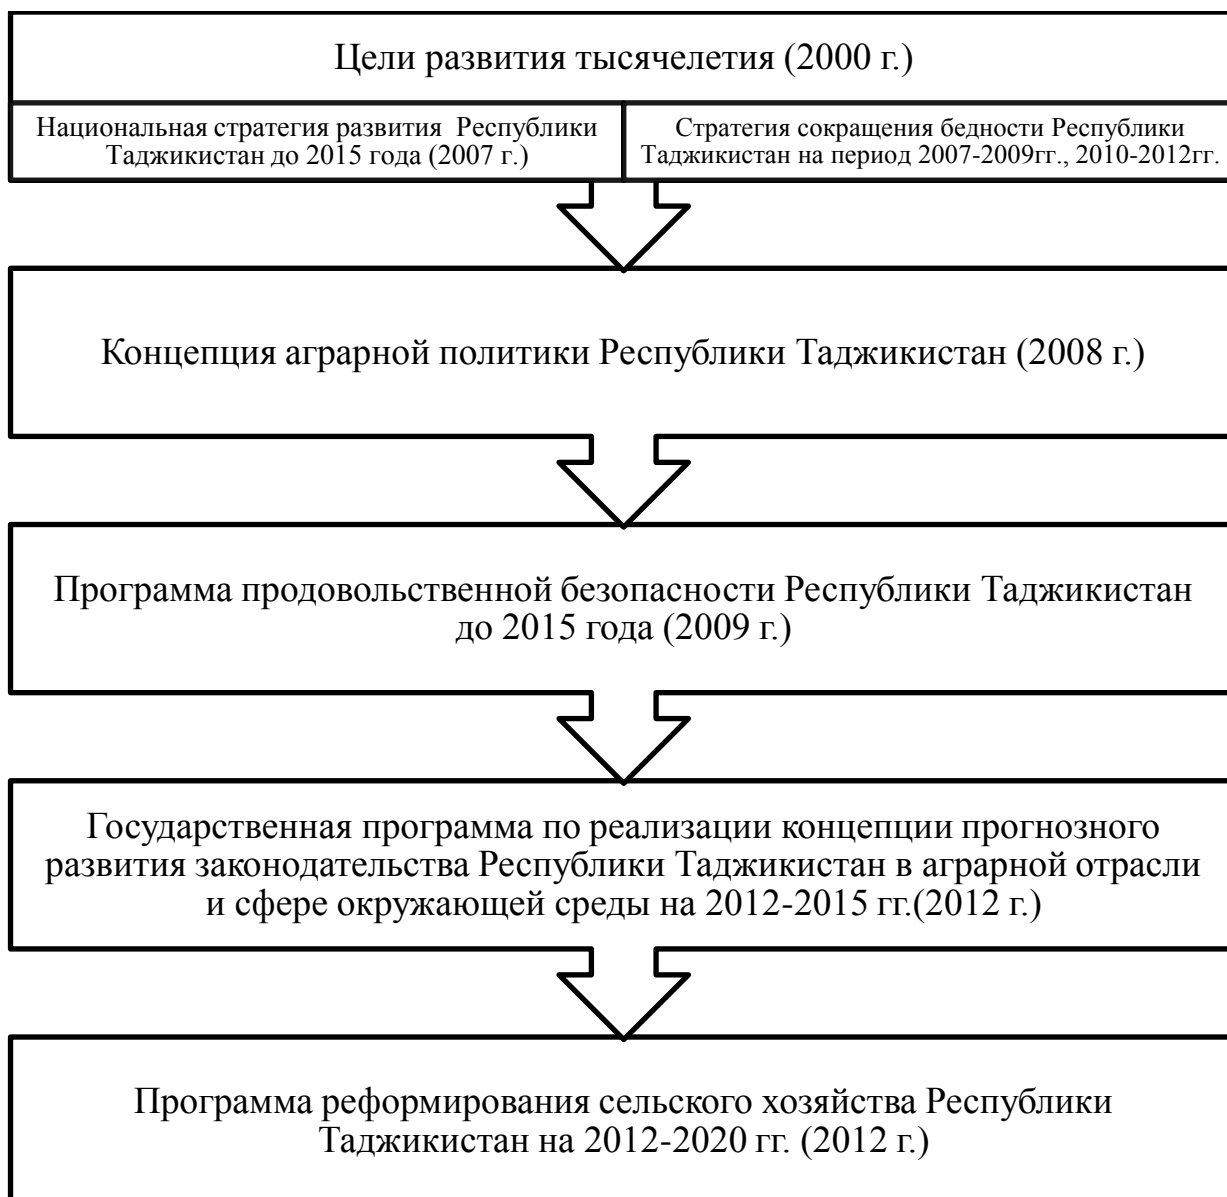 Цели развития тысячелетия (2000 г.)
Национальная стратегия развития  Республики
Таджикистан до 2015 года (2007 г.)
Стратегия сокращения бедности Республики
Таджикистан на период 2007-2009гг., 2010-2012гг.
Концепция аграрной политики Республики Таджикистан (2008 г.)
Программа продовольственной безопасности Республики Таджикистан
до 2015 года (2009 г.)
Государственная программа по реализации концепции прогнозного
развития законодательства Республики Таджикистан в аграрной отрасли
и сфере окружающей среды на 2012-2015 гг.(2012 г.)
Программа реформирования сельского хозяйства Республики
Таджикистан на 2012-2020 гг. (2012 г.)